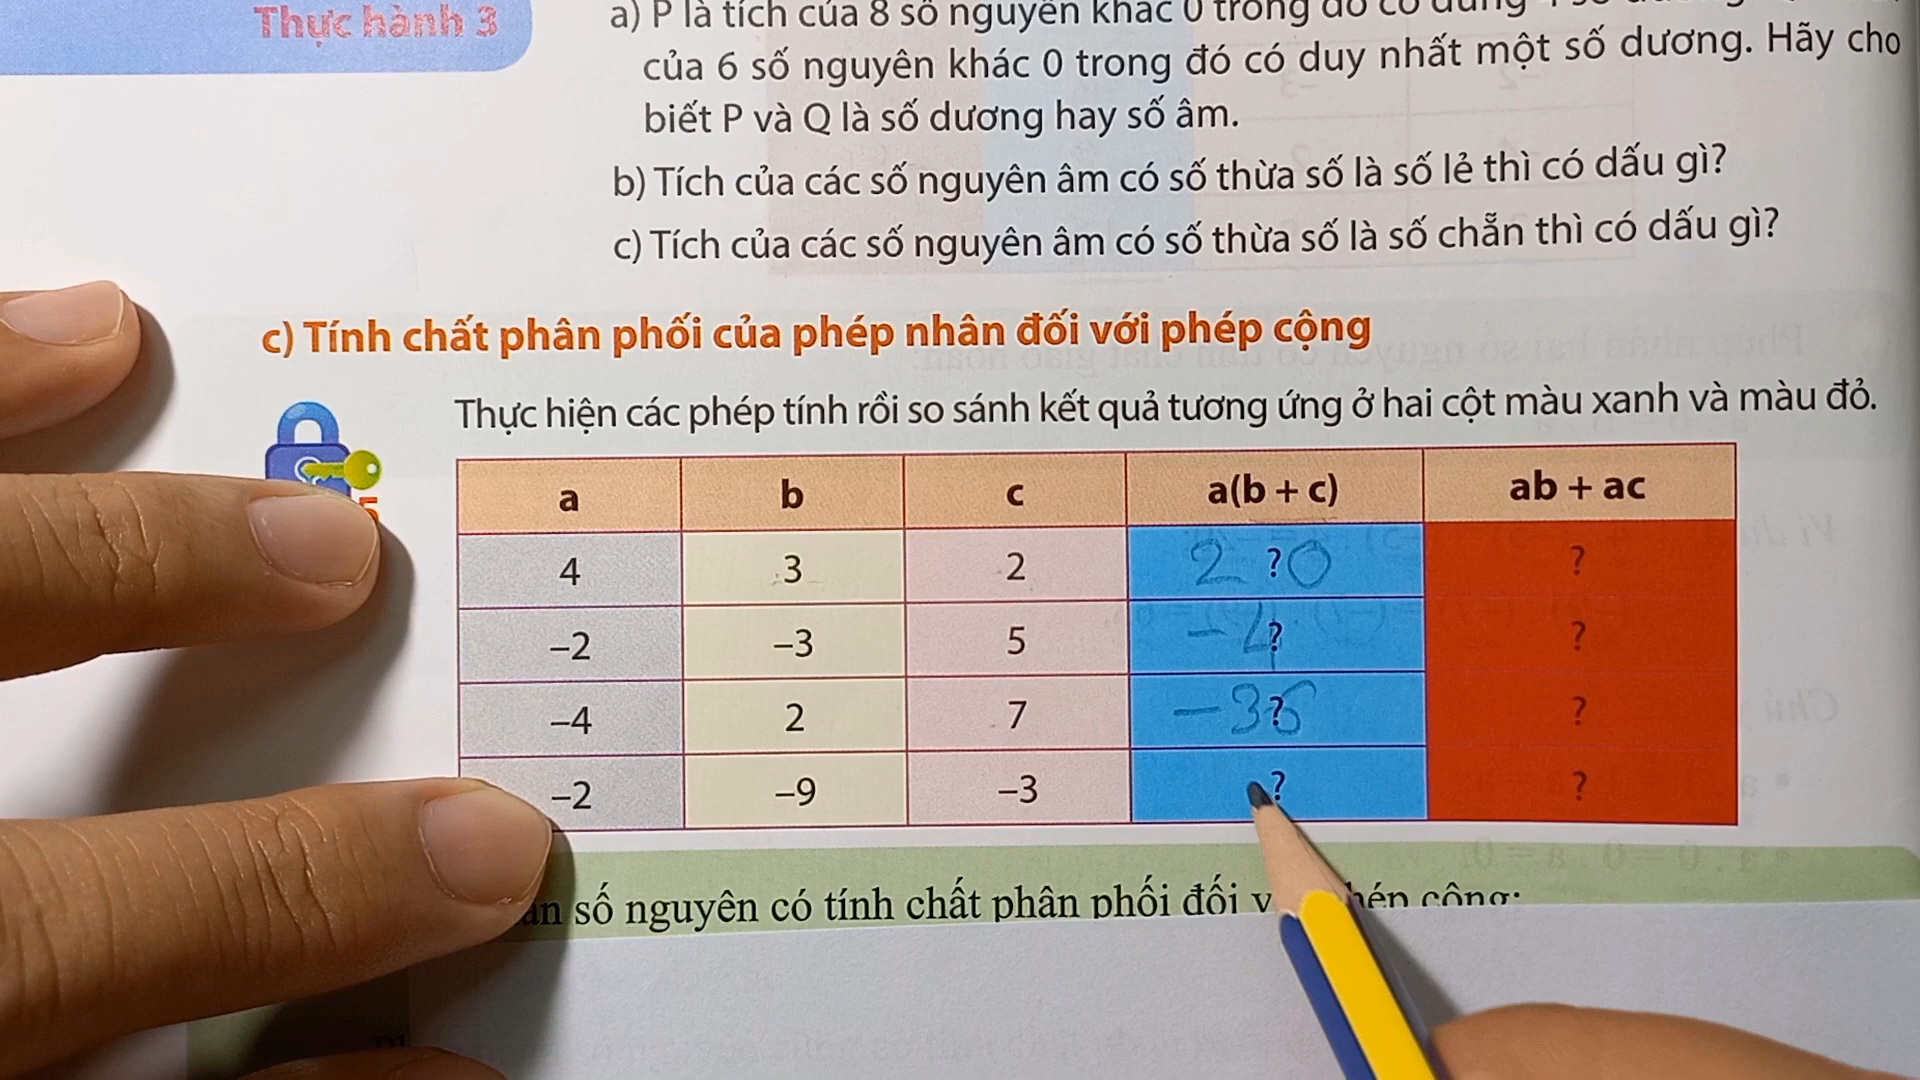 Thực hành 3
a) P là tích của 8 số nguyên khác 0 trong đó có đúng
của 6 số nguyên khác 0 trong đó có duy nhất một số dương. Hãy cho
biết P và Q là số dương hay số âm.
b) Tích của các số nguyên âm có số thừa số là số lẻ thì có dấu gì?
c) Tích của các số nguyên âm có số thừa số là số chẵn thì có dấu gì?
c) Tính chất phân phối của phép nhân đối với phép cộng
Thực hiện các phép tính rồi so sánh kết quả tương ứng ở hai cột màu xanh và màu đỏ.
5
a b c a(b + c) ab + ac
4 3 2 ? 20 ?
–2 –3 5 ? –4 ?
–4 2 7 ? –36 ?
–2 –9 –3 ? ?
số nguyên có tính chất phân phối đối phép cộng: